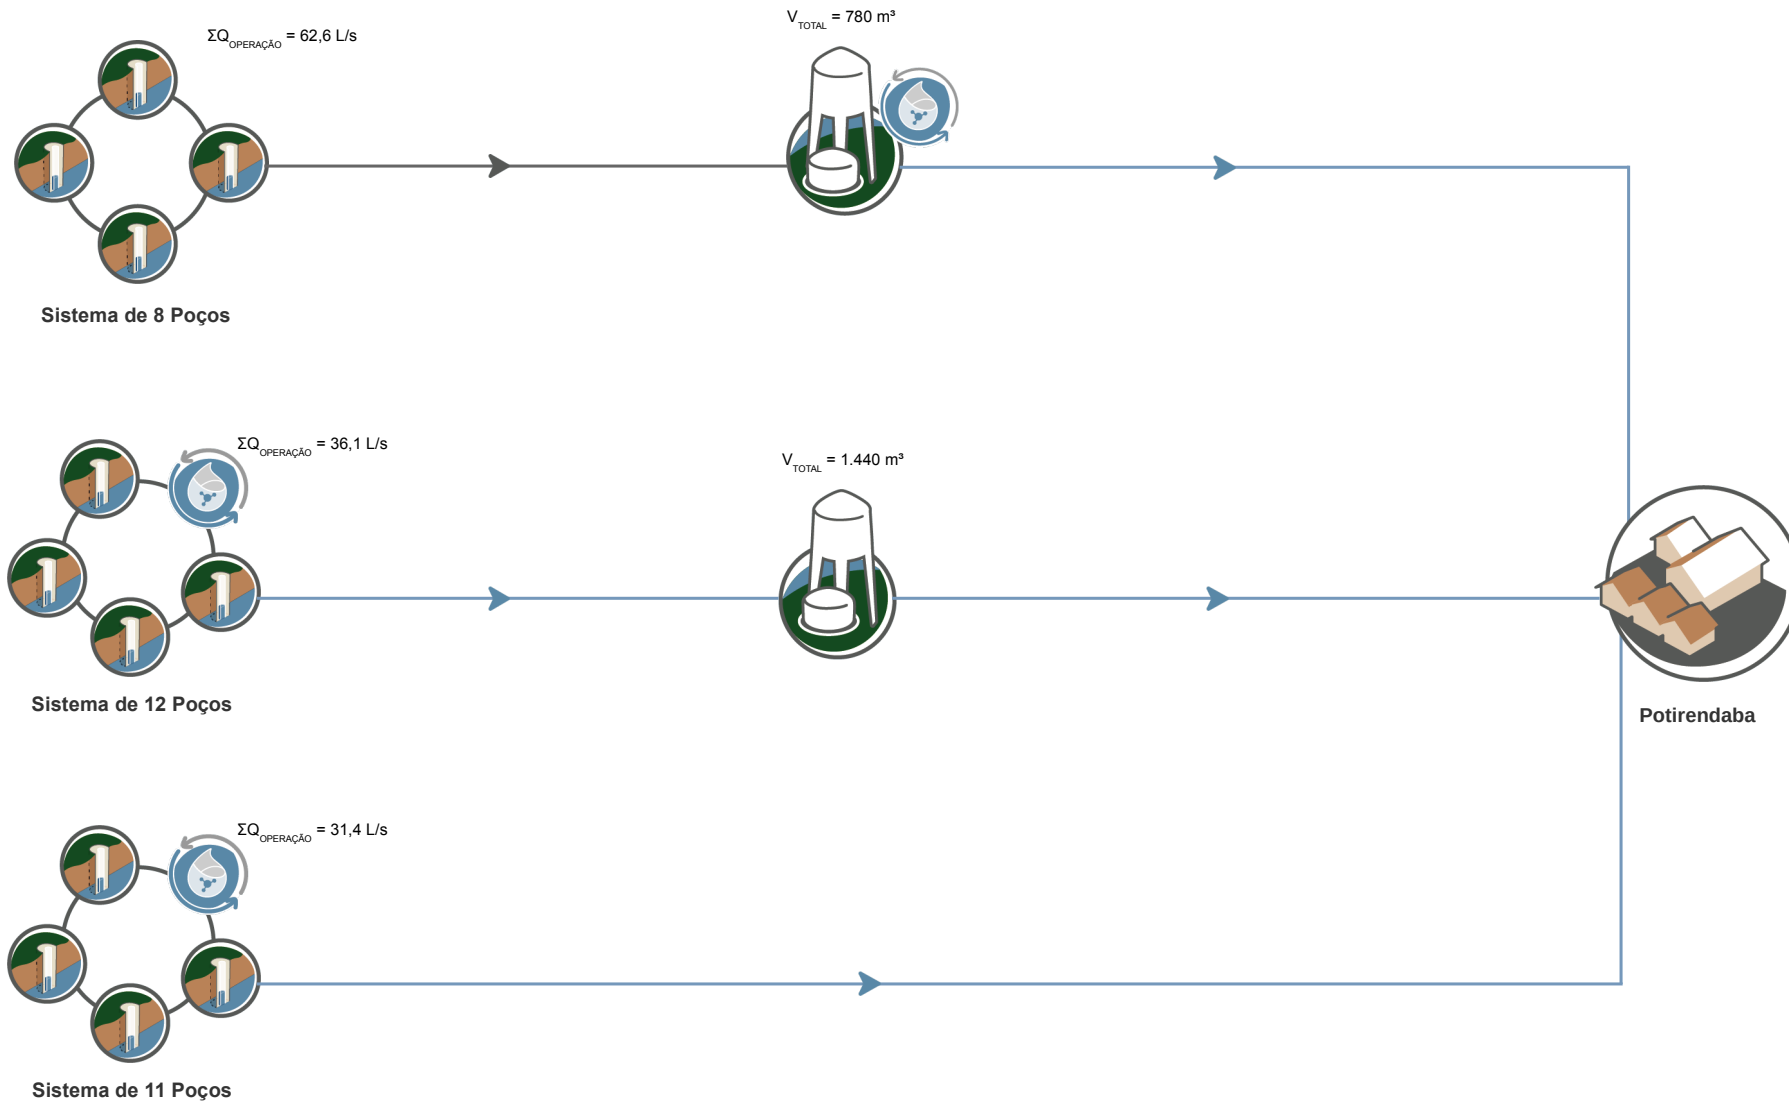 ΣQOPERAÇÃO = 62,6 L/s
VTOTAL = 780 m³
Sistema de 8 Poços
ΣQOPERAÇÃO = 36,1 L/s
VTOTAL = 1.440 m³
Sistema de 12 Poços
Potirendaba
ΣQOPERAÇÃO = 31,4 L/s
Sistema de 11 Poços